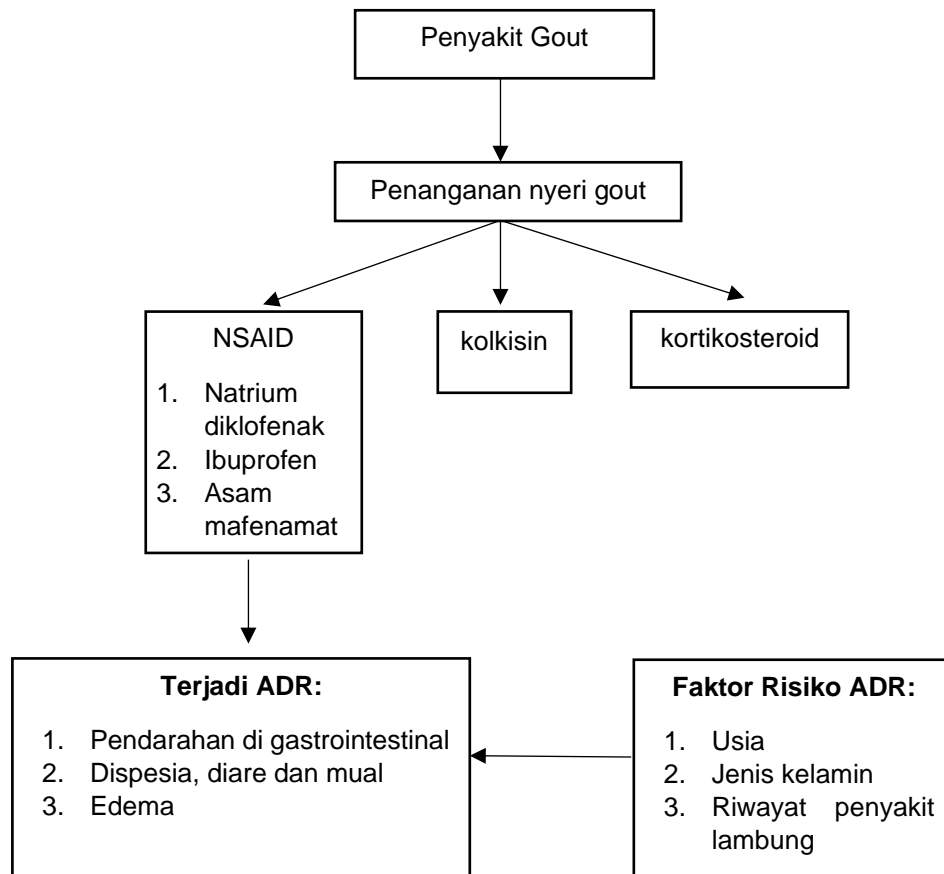 Penyakit Gout
Penanganan nyeri gout
NSAID
1. Natrium
diklofenak
2. Ibuprofen
3. Asam
mafenamat
kolkisin
kortikosteroid
Terjadi ADR:
1. Pendarahan di gastrointestinal
2. Dispesia, diare dan mual
3. Edema
Faktor Risiko ADR:
1. Usia
2. Jenis kelamin
3. Riwayat penyakit
lambung